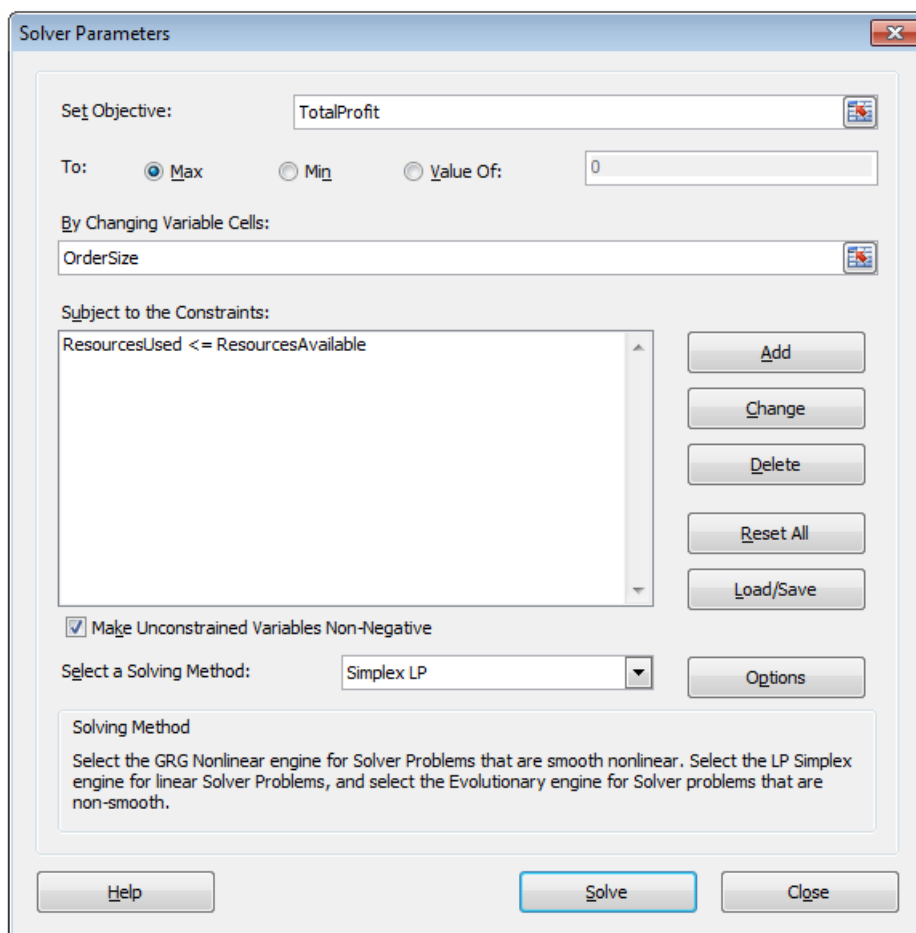 Solver Parameters
Set Objective: TotalProfit
To: Max Min Value Of: 0
By Changing Variable Cells:
OrderSize
Subject to the Constraints:
ResourcesUsed <= ResourcesAvailable
Add
Change
Delete
Reset All
Load/Save
Make Unconstrained Variables Non-Negative
Select a Solving Method: Simplex LP Options
Solving Method
Select the GRG Nonlinear engine for Solver Problems that are smooth nonlinear. Select the LP Simplex
engine for linear Solver Problems, and select the Evolutionary engine for Solver problems that are
non-smooth.
Help Solve Close